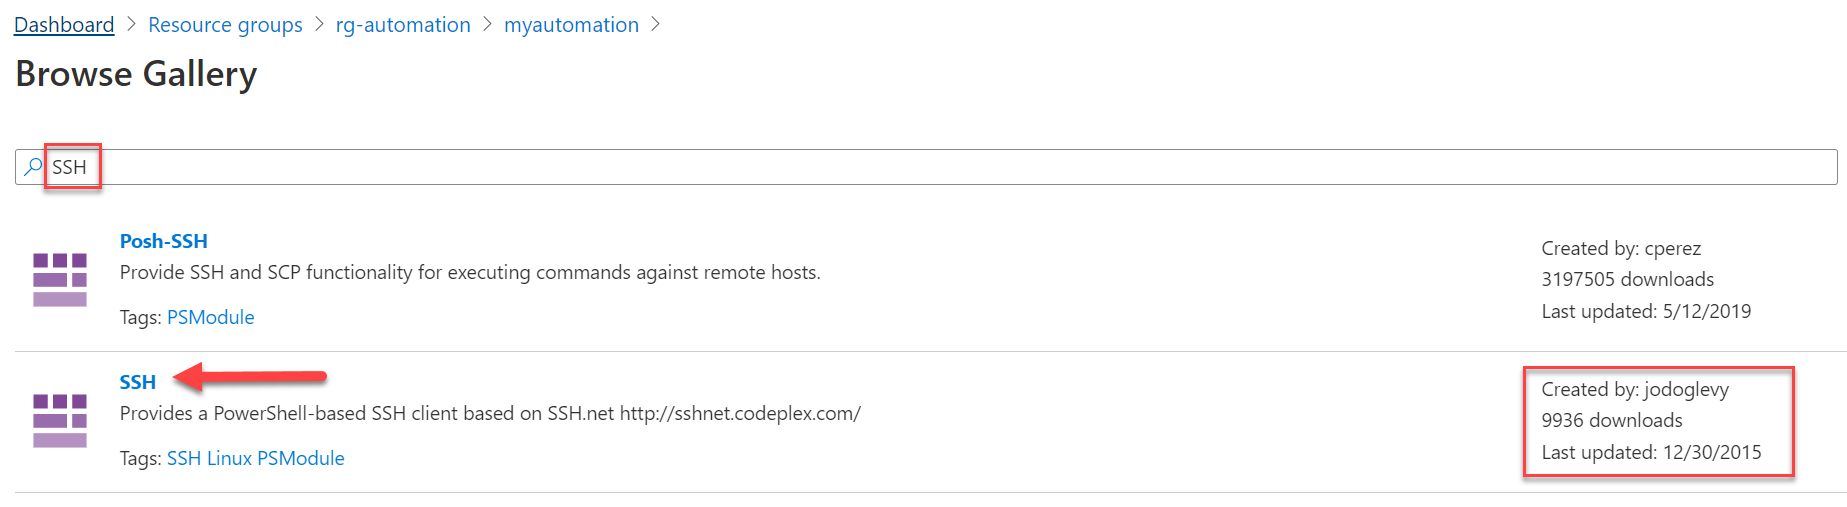 Dashboard > Resource groups > rg-automation > myautomation >
Browse Gallery
SSH
Posh-SSH
Provide SSH and SCP functionality for executing commands against remote hosts.
Tags: PSModule
Created by: cperez
3197505 downloads
Last updated: 5/12/2019
SSH
Provides a PowerShell-based SSH client based on SSH.net http://sshnet.codeplex.com/
Tags: SSH Linux PSModule
Created by: jodoglevy
9936 downloads
Last updated: 12/30/2015